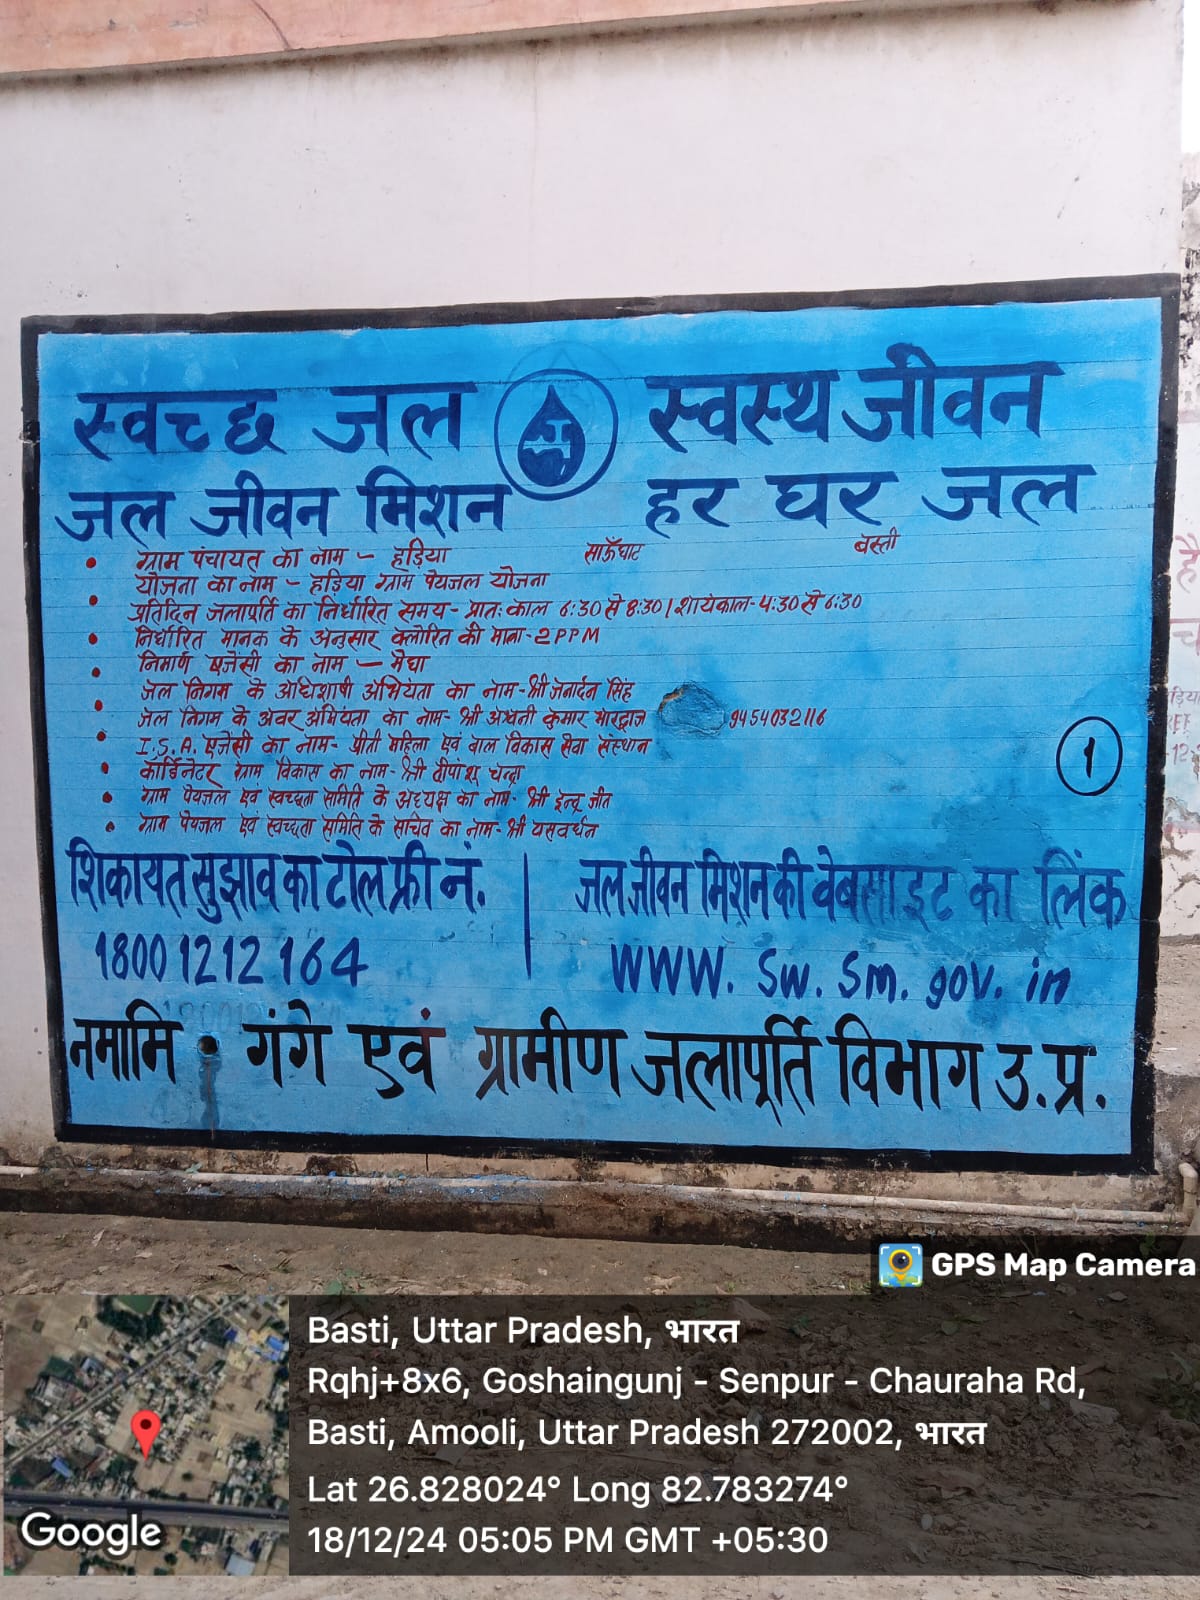 स्वच्छ जल स्वस्थ जीवन
जल जीवन मिशन हर घर जल
ग्राम पंचायत का नाम - हड़िया साऊँघाट बस्ती
योजना का नाम - हड़िया ग्राम पेयजल योजना
प्रतिदिन जलापूर्ति का निर्धारित समय - प्रात: काल 6:30 से 8:30 / शायंकाल - 4:30 से 6:30
निर्धारित मानक के अनुसार क्लोरिन की मात्रा - 2 PPM
निमार्ण एजेंसी का नाम - मेघा
जल निगम के अधिशाषी अभियंता का नाम - श्री जनार्दन सिंह
जल निगम के अवर अभियंता का नाम - श्री अश्वनी कुमार भारद्वाज 9454032116
I.S.A. एजेंसी का नाम - प्रीती महिला एवं बाल विकास सेवा संस्थान
कोर्डिनेटर ग्राम विकास का नाम - श्री दीपांशू चन्द्रा
ग्राम पेयजल एवं स्वच्छता समिति के अध्यक्ष का नाम - श्री इन्द्र जीत
ग्राम पेयजल एवं स्वच्छता समिति के सचिव का नाम - श्री यसवर्धन
1
शिकायत सुझाव का टोल फ्री नं. जल जीवन मिशन की वेबसाइट का लिंक
1800 1212 164 WWW. Sw. Sm. gov. in
नमामि गंगे एवं ग्रामीण जलापूर्ति विभाग उ.प्र.
GPS Map Camera
Basti, Uttar Pradesh, भारत
Rqhj+8x6, Goshaingunj - Senpur - Chauraha Rd,
Basti, Amooli, Uttar Pradesh 272002, भारत
Lat 26.828024° Long 82.783274°
18/12/24 05:05 PM GMT +05:30
Google